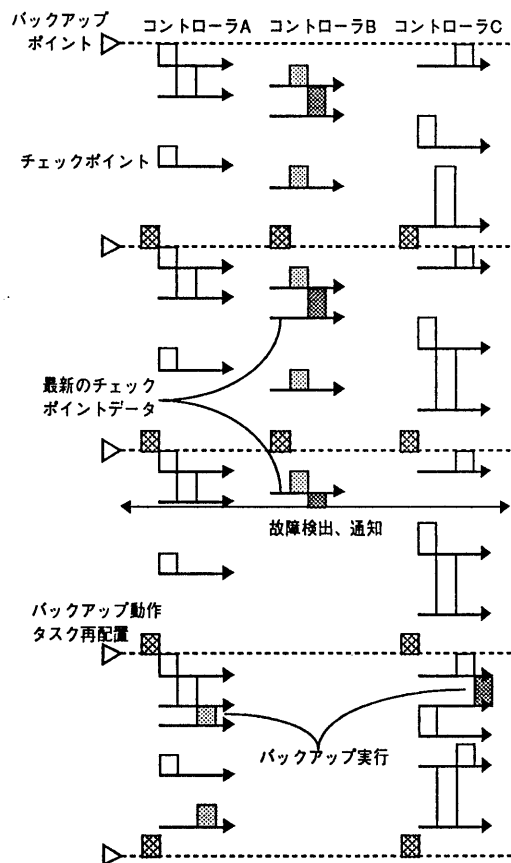 バックアップ
ポイント
コントローラA
コントローラB
コントローラC
チェックポイント
最新のチェック
ポイントデータ
故障検出、通知
バックアップ動作
タスク再配置
バックアップ実行